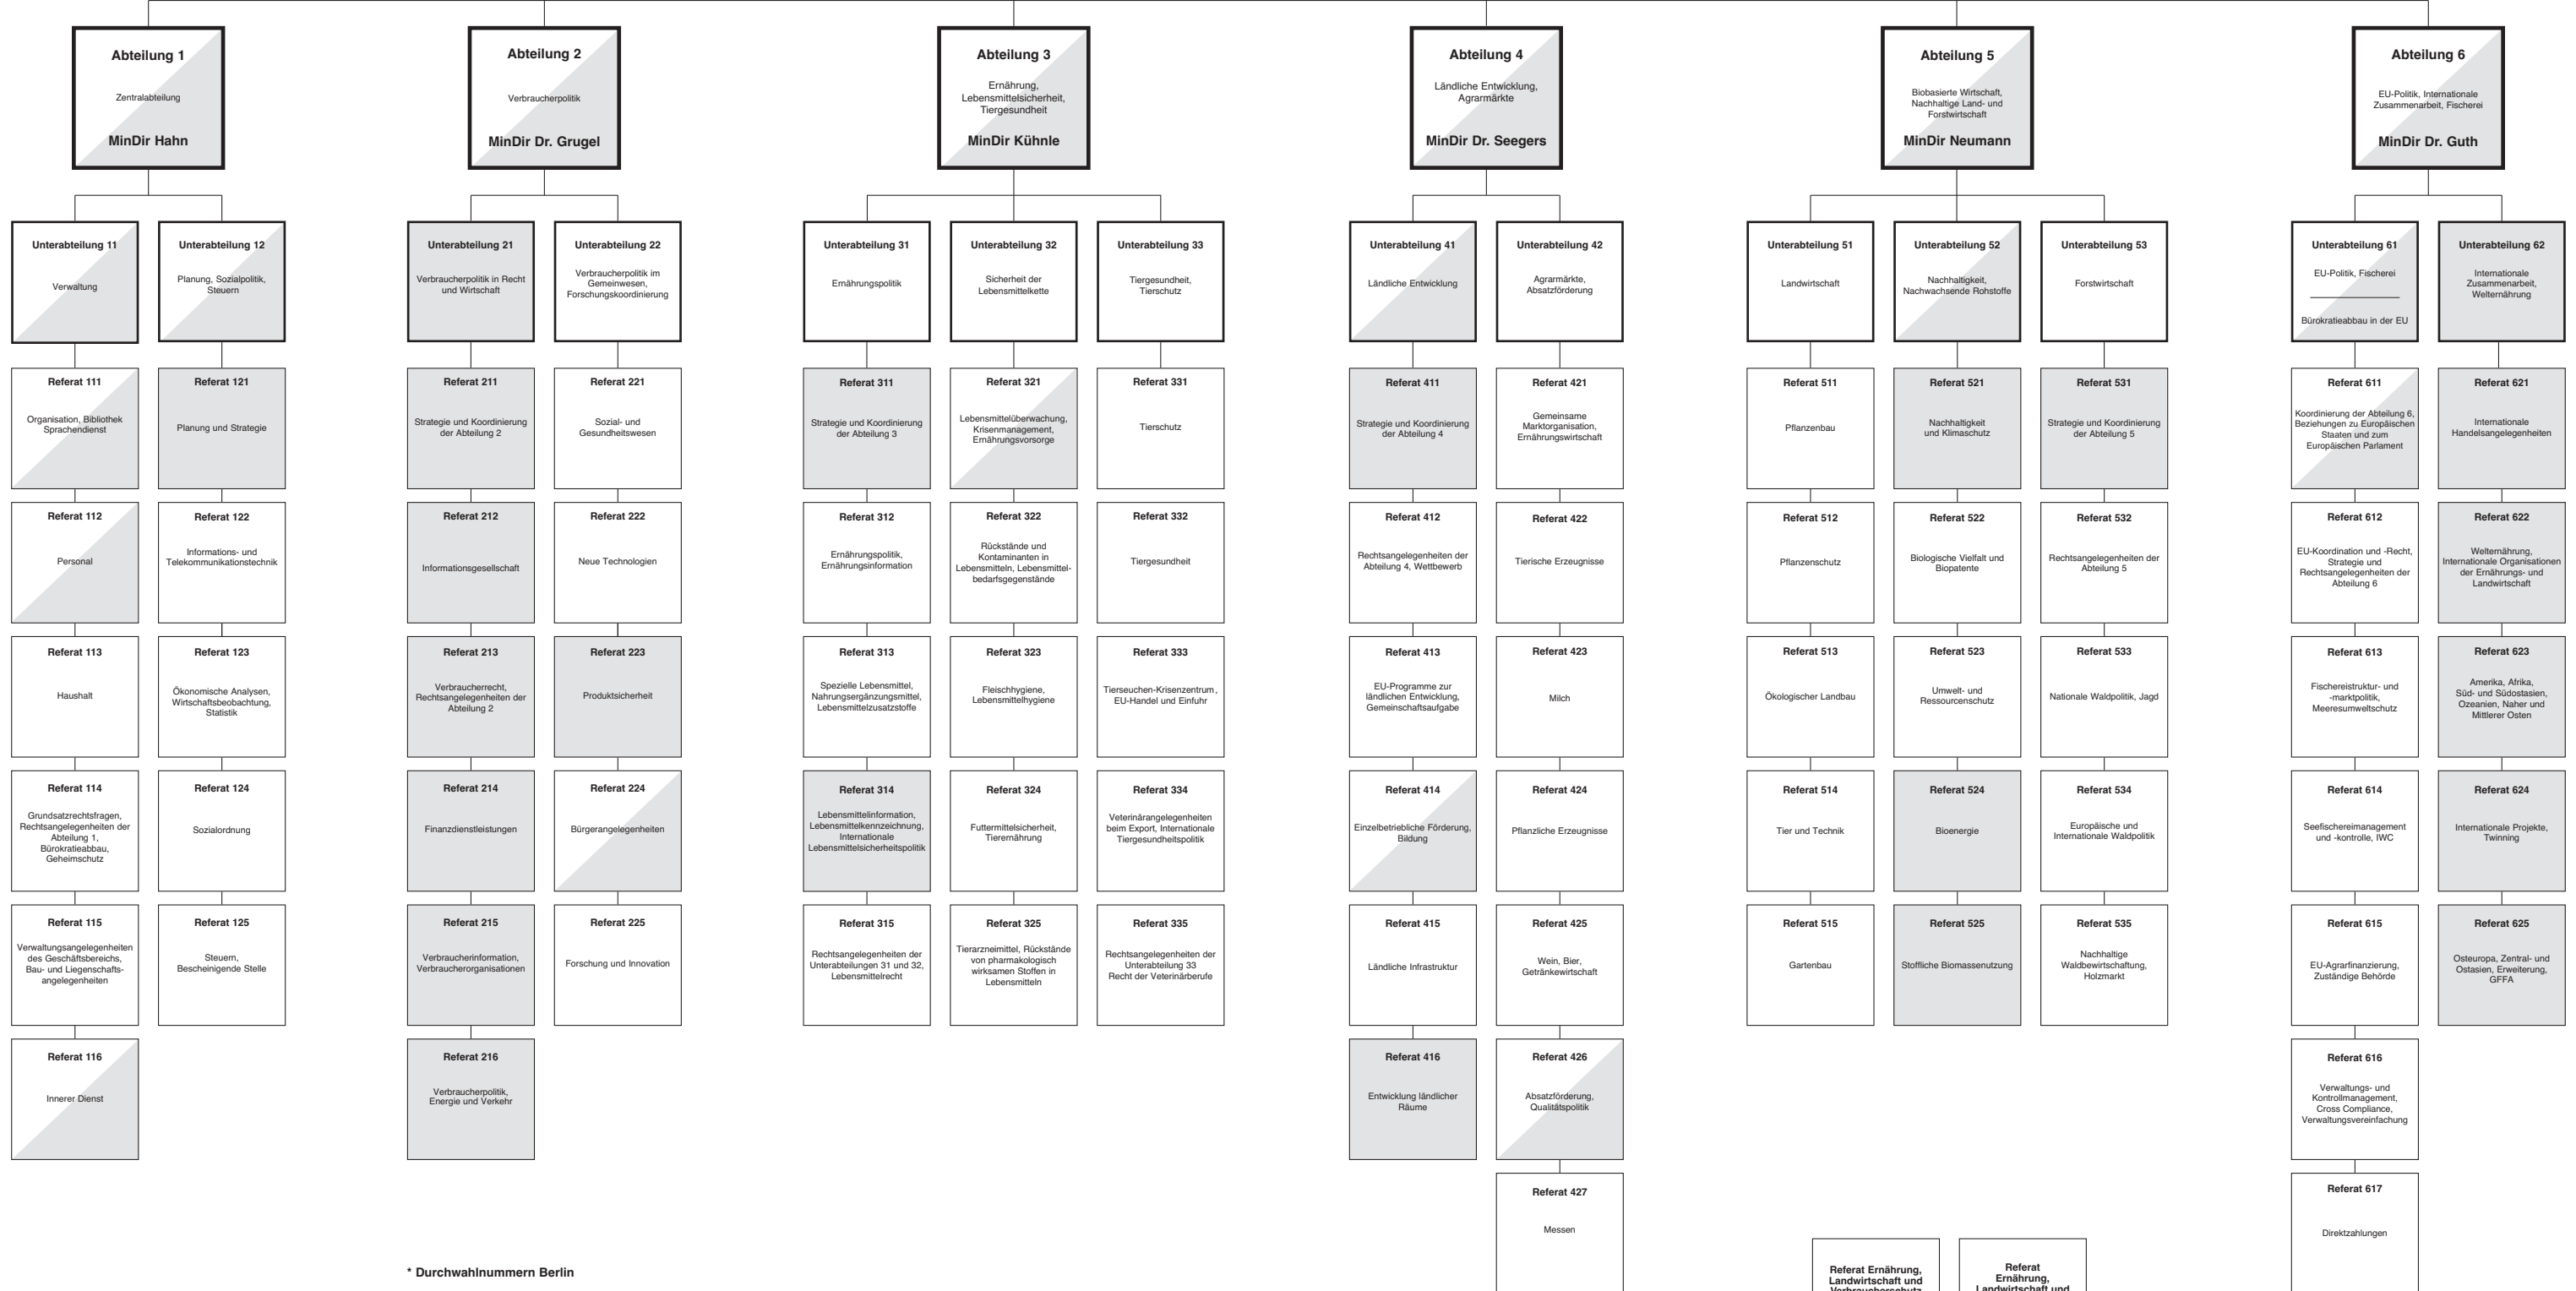 Abteilung 1
Zentralabteilung
MinDir Hahn
Abteilung 2
Verbraucherpolitik
MinDir Dr. Grugel
Abteilung 3
Ernährung,
Lebensmittelsicherheit,
Tiergesundheit
MinDir Kühnle
Abteilung 4
Ländliche Entwicklung,
Agrarmärkte
MinDir Dr. Seegers
Abteilung 5
Biobasierte Wirtschaft,
Nachhaltige Land- und
Forstwirtschaft
MinDir Neumann
Abteilung 6
EU-Politik, Internationale
Zusammenarbeit, Fischerei
MinDir Dr. Guth
Unterabteilung 11
Verwaltung
Unterabteilung 12
Planung, Sozialpolitik,
Steuern
Unterabteilung 21
Verbraucherpolitik in Recht
und Wirtschaft
Unterabteilung 22
Verbraucherpolitik im
Gemeinwesen,
Forschungskoordinierung
Unterabteilung 31
Ernährungspolitik
Unterabteilung 32
Sicherheit der
Lebensmittelkette
Unterabteilung 33
Tiergesundheit,
Tierschutz
Unterabteilung 41
Ländliche Entwicklung
Unterabteilung 42
Agrarmärkte,
Absatzförderung
Unterabteilung 51
Landwirtschaft
Unterabteilung 52
Nachhaltigkeit,
Nachwachsende Rohstoffe
Unterabteilung 53
Forstwirtschaft
Unterabteilung 61
EU-Politik, Fischerei
Bürokratieabbau in der EU
Unterabteilung 62
Internationale
Zusammenarbeit,
Welternährung
Referat 111
Organisation, Bibliothek
Sprachendienst
Referat 121
Planung und Strategie
Referat 211
Strategie und Koordinierung
der Abteilung 2
Referat 221
Sozial- und
Gesundheitswesen
Referat 311
Strategie und Koordinierung
der Abteilung 3
Referat 321
Lebensmittelüberwachung,
Krisenmanagement,
Ernährungsvorsorge
Referat 331
Tierschutz
Referat 411
Strategie und Koordinierung
der Abteilung 4
Referat 421
Gemeinsame
Marktorganisation,
Ernährungswirtschaft
Referat 511
Pflanzenbau
Referat 521
Nachhaltigkeit
und Klimaschutz
Referat 531
Strategie und Koordinierung
der Abteilung 5
Referat 611
Koordinierung der Abteilung 6,
Beziehungen zu Europäischen
Staaten und zum
Europäischen Parlament
Referat 621
Internationale
Handelsangelegenheiten
Referat 112
Personal
Referat 122
Informations- und
Telekommunikationstechnik
Referat 212
Informationsgesellschaft
Referat 222
Neue Technologien
Referat 312
Ernährungspolitik,
Ernährungsinformation
Referat 322
Rückstände und
Kontaminanten in
Lebensmitteln, Lebensmittel-
bedarfsgegenstände
Referat 332
Tiergesundheit
Referat 412
Rechtsangelegenheiten der
Abteilung 4, Wettbewerb
Referat 422
Tierische Erzeugnisse
Referat 512
Pflanzenschutz
Referat 522
Biologische Vielfalt und
Biopatente
Referat 532
Rechtsangelegenheiten der
Abteilung 5
Referat 612
EU-Koordination und -Recht,
Strategie und
Rechtsangelegenheiten der
Abteilung 6
Referat 622
Welternährung,
Internationale Organisationen
der Ernährungs- und
Landwirtschaft
Referat 113
Haushalt
Referat 123
Ökonomische Analysen,
Wirtschaftsbeobachtung,
Statistik
Referat 213
Verbraucherrecht,
Rechtsangelegenheiten der
Abteilung 2
Referat 223
Produktsicherheit
Referat 313
Spezielle Lebensmittel,
Nahrungsergänzungsmittel,
Lebensmittelzusatzstoffe
Referat 323
Fleischhygiene,
Lebensmittelhygiene
Referat 333
Tierseuchen-Krisenzentrum,
EU-Handel und Einfuhr
Referat 413
EU-Programme zur
ländlichen Entwicklung,
Gemeinschaftsaufgabe
Referat 423
Milch
Referat 513
Ökologischer Landbau
Referat 523
Umwelt- und
Ressourcenschutz
Referat 533
Nationale Waldpolitik, Jagd
Referat 613
Fischereistruktur- und
-marktpolitik,
Meeresumweltschutz
Referat 623
Amerika, Afrika,
Süd- und Südostasien,
Ozeanien, Naher und
Mittlerer Osten
Referat 114
Grundsatzrechtsfragen,
Rechtsangelegenheiten der
Abteilung 1,
Bürokratieabbau,
Geheimschutz
Referat 124
Sozialordnung
Referat 214
Finanzdienstleistungen
Referat 224
Bürgerangelegenheiten
Referat 314
Lebensmittelinformation,
Lebensmittelkennzeichnung,
Internationale
Lebensmittelsicherheitspolitik
Referat 324
Futtermittelsicherheit,
Tierernährung
Referat 334
Veterinärangelegenheiten
beim Export, Internationale
Tiergesundheitspolitik
Referat 414
Einzelbetriebliche Förderung,
Bildung
Referat 424
Pflanzliche Erzeugnisse
Referat 514
Tier und Technik
Referat 524
Bioenergie
Referat 534
Europäische und
Internationale Waldpolitik
Referat 614
Seefischereimanagement
und -kontrolle, IWC
Referat 624
Internationale Projekte,
Twinning
Referat 115
Verwaltungsangelegenheiten
des Geschäftsbereichs,
Bau- und Liegenschafts-
angelegenheiten
Referat 125
Steuern,
Bescheinigende Stelle
Referat 215
Verbraucherinformation,
Verbraucherorganisationen
Referat 225
Forschung und Innovation
Referat 315
Rechtsangelegenheiten der
Unterabteilungen 31 und 32,
Lebensmittelrecht
Referat 325
Tierarzneimittel, Rückstände
von pharmakologisch
wirksamen Stoffen in
Lebensmitteln
Referat 335
Rechtsangelegenheiten der
Unterabteilung 33
Recht der Veterinärberufe
Referat 415
Ländliche Infrastruktur
Referat 425
Wein, Bier,
Getränkewirtschaft
Referat 515
Gartenbau
Referat 525
Stoffliche Biomassenutzung
Referat 535
Nachhaltige
Waldbewirtschaftung,
Holzmarkt
Referat 615
EU-Agrarfinanzierung,
Zuständige Behörde
Referat 625
Osteuropa, Zentral- und
Ostasien, Erweiterung,
GFFA
Referat 116
Innerer Dienst
Referat 216
Verbraucherpolitik,
Energie und Verkehr
Referat 416
Entwicklung ländlicher
Räume
Referat 426
Absatzförderung,
Qualitätspolitik
Referat 616
Verwaltungs- und
Kontrollmanagement,
Cross Compliance,
Verwaltungsvereinfachung
Referat 427
Messen
Referat 617
Direktzahlungen
* Durchwahlnummern Berlin
Referat Ernährung,
Landwirtschaft und
Verbraucherschutz
Referat
Ernährung,
Landwirtschaft und